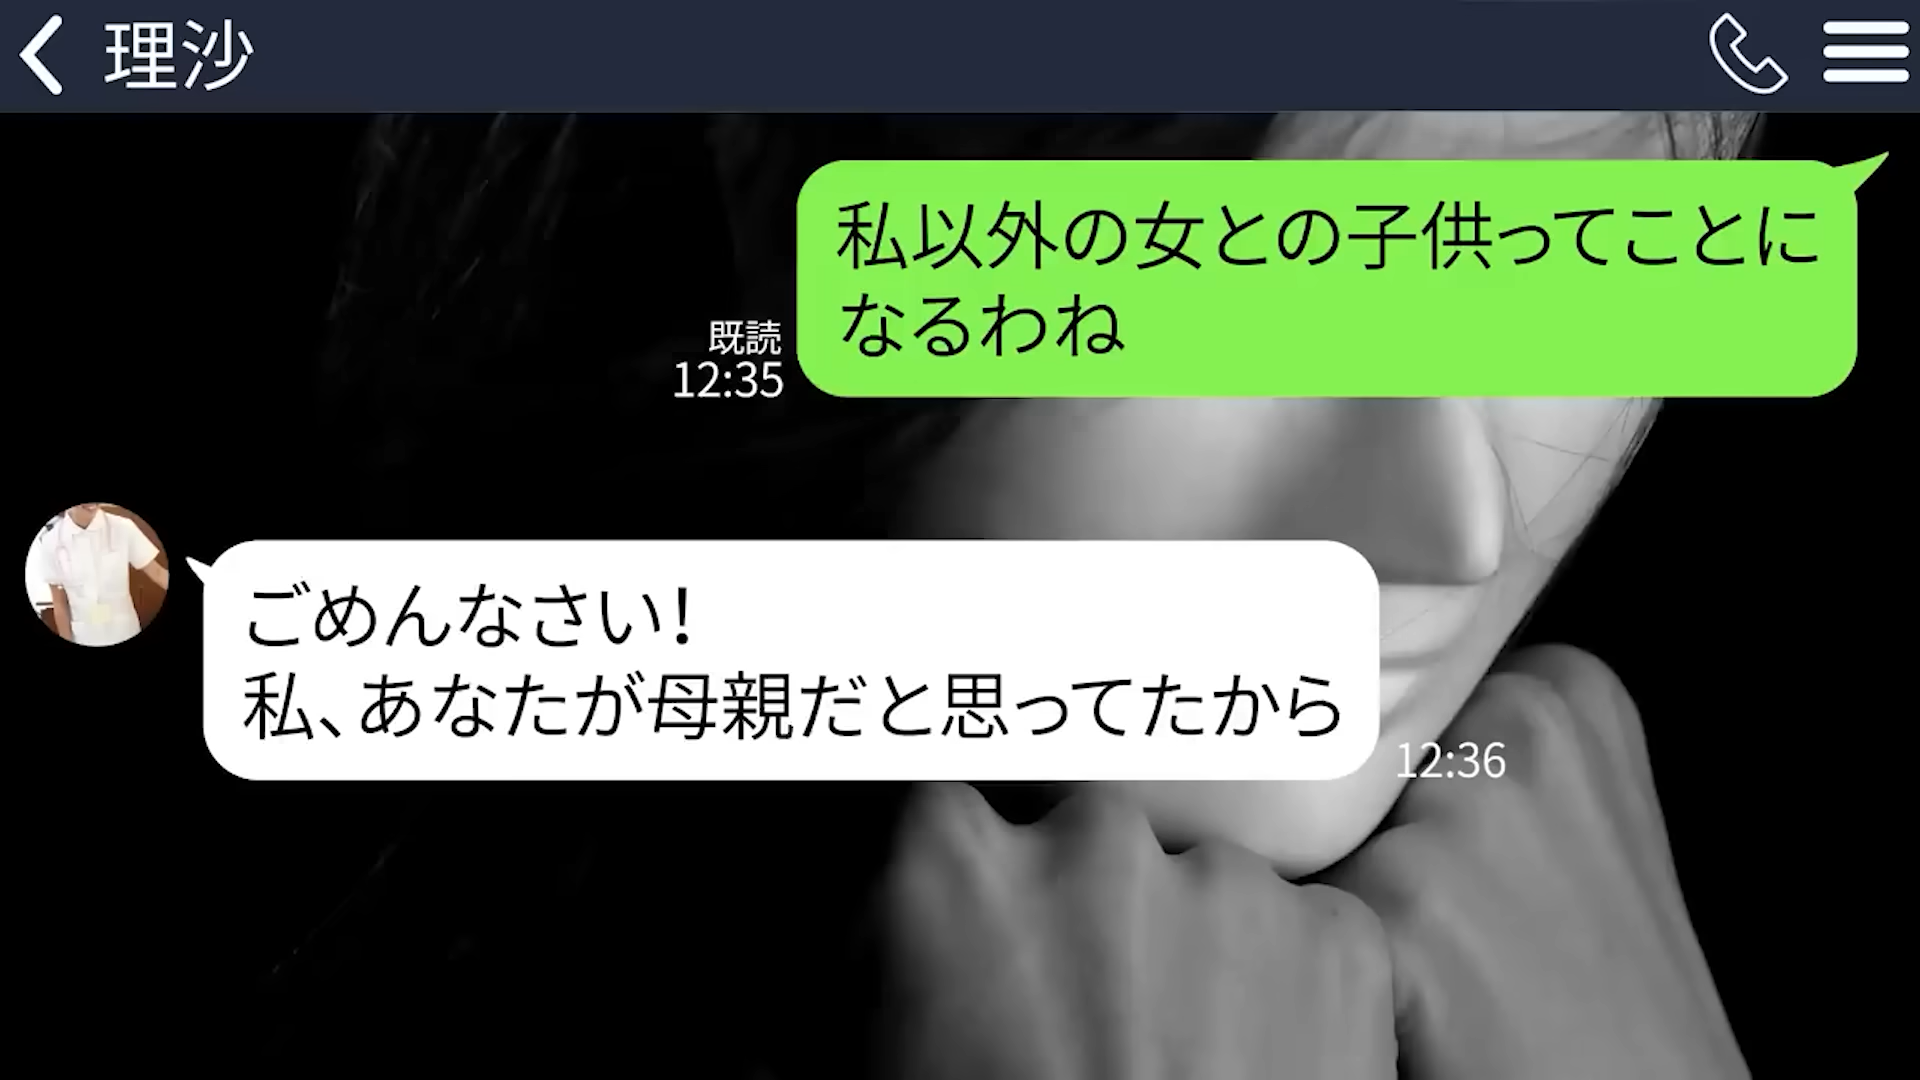 理沙
私以外の女との子供ってことに
なるわね
既読
12:35
ごめんなさい！
私、あなたが母親だと思ってたから
12:36